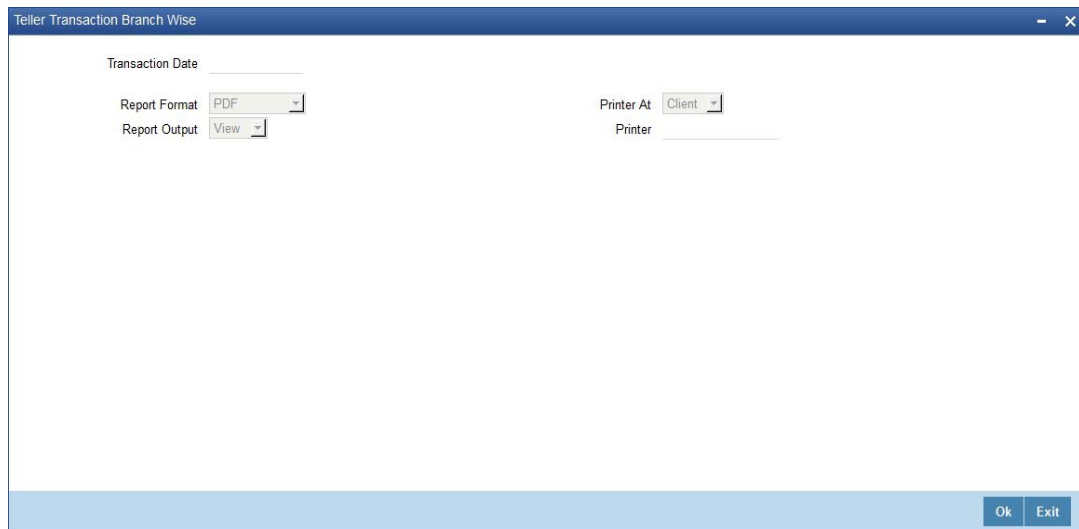 Teller Transaction Branch Wise
Transaction Date
Report Format PDF Printer At Client
Report Output View Printer
Ok Exit